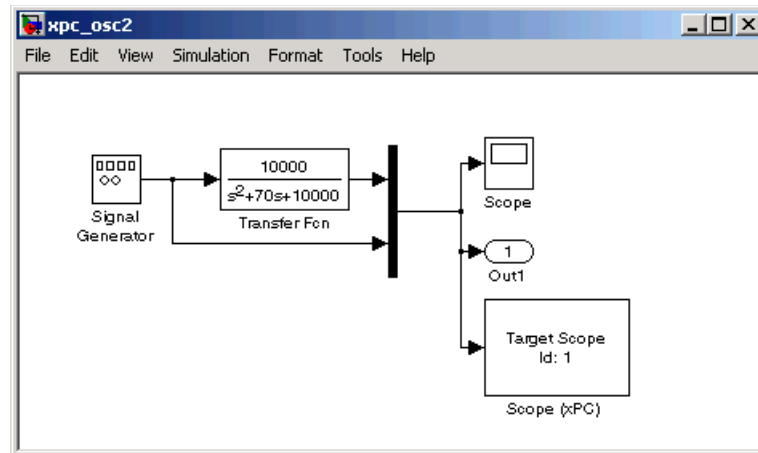 xpc_osc2
File Edit View Simulation Format Tools Help
10000
s²+70s+10000
Transfer Fcn
Signal
Generator
Scope
1
Out1
Target Scope
Id: 1
Scope (xPC)